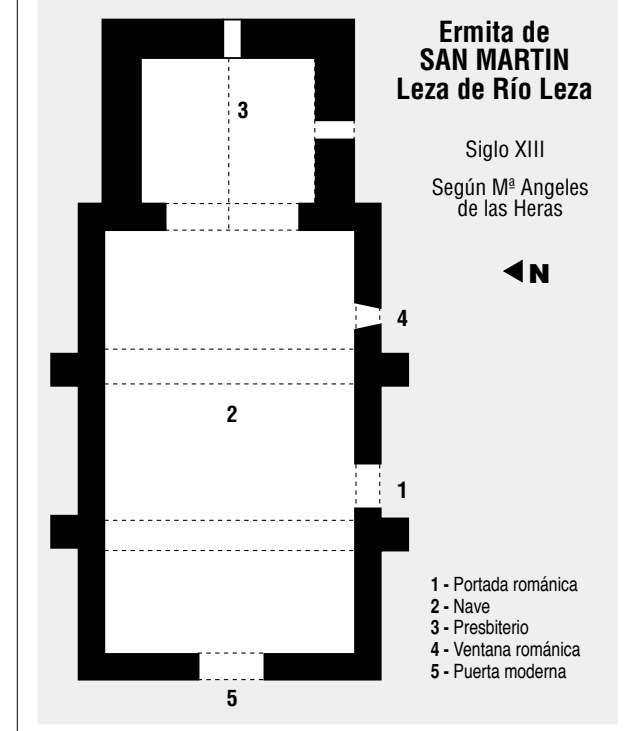 Ermita de
SAN MARTIN
Leza de Río Leza
Siglo XIII
Según Mª Angeles
de las Heras
N
3
4
2
1
5
1 - Portada románica
2 - Nave
3 - Presbiterio
4 - Ventana románica
5 - Puerta moderna